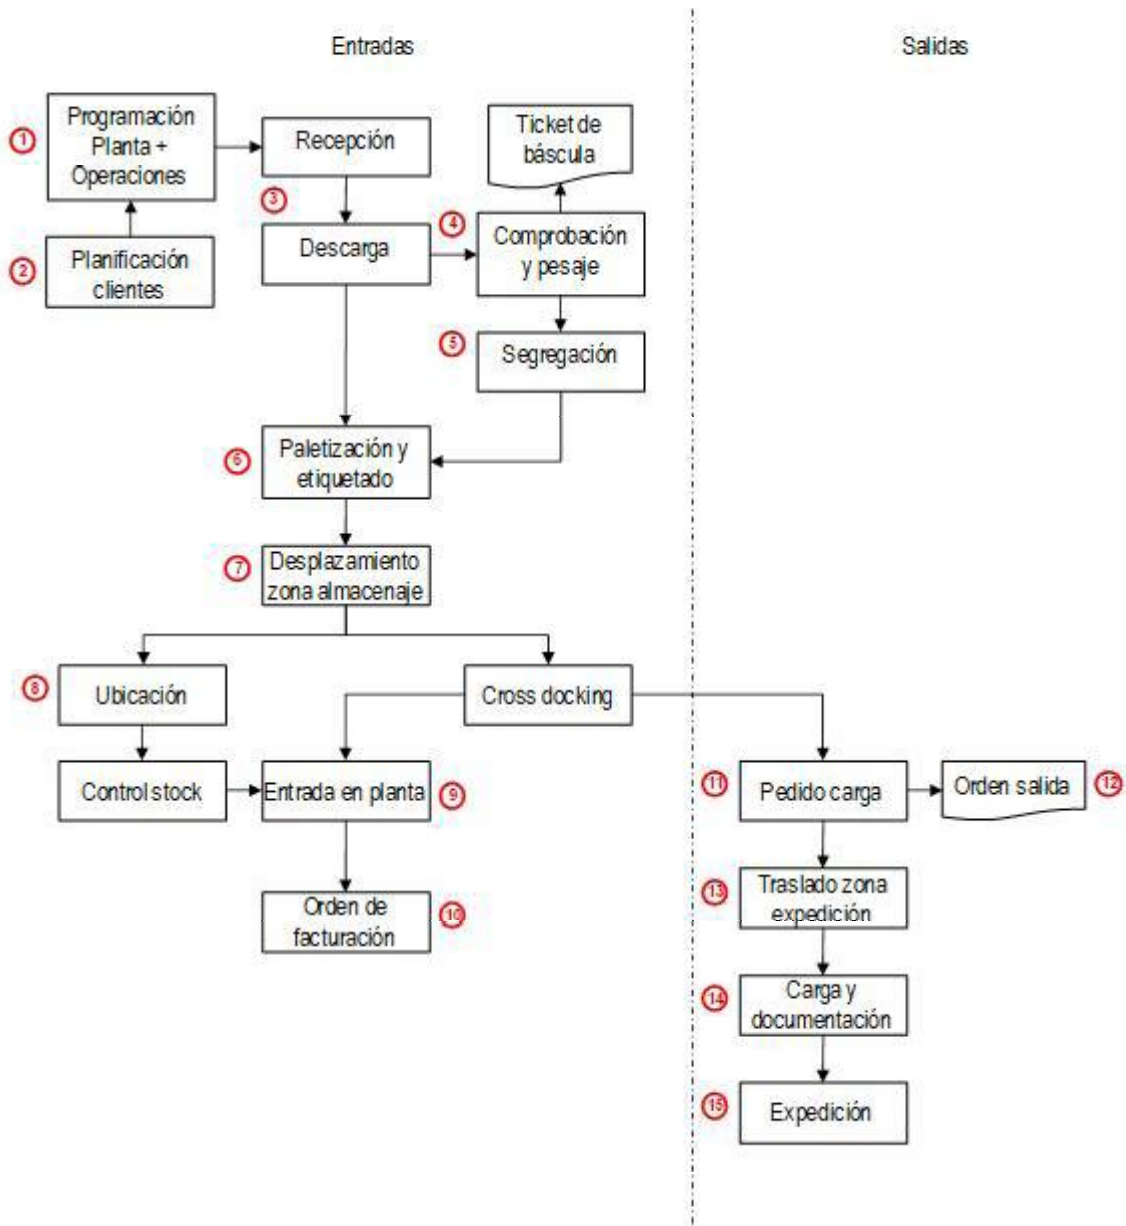 Entradas
Salidas
1
Programación
Planta +
Operaciones
Recepción
Ticket de
báscula
2
Planificación
clientes
3
Descarga
4
Comprobación
y pesaje
5
Segregación
6
Paletización y
etiquetado
7
Desplazamiento
zona almacenaje
8
Ubicación
Cross docking
Control stock
Entrada en planta
9
11
Pedido carga
Orden salida
12
Orden de
facturación
10
13
Traslado zona
expedición
14
Carga y
documentación
15
Expedición